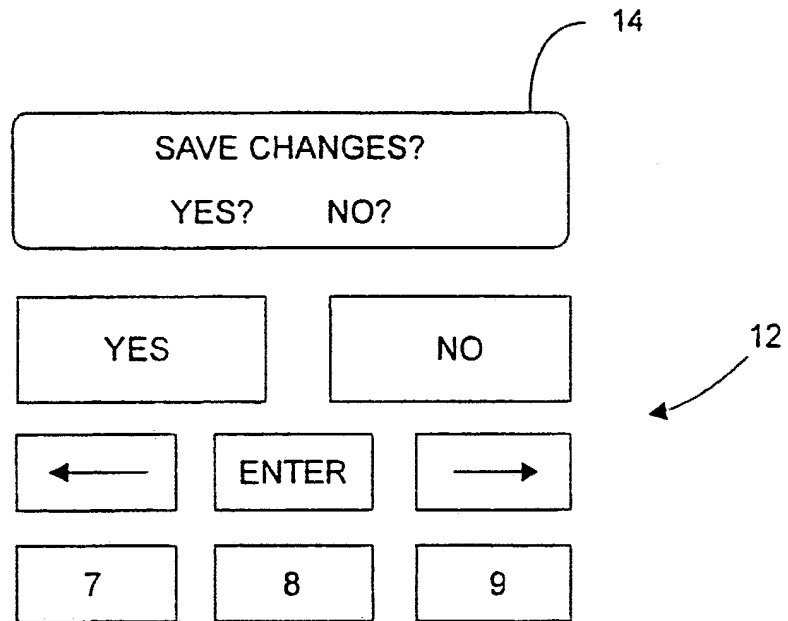 14
SAVE CHANGES?
YES? NO?
YES NO
12
ENTER
7 8 9